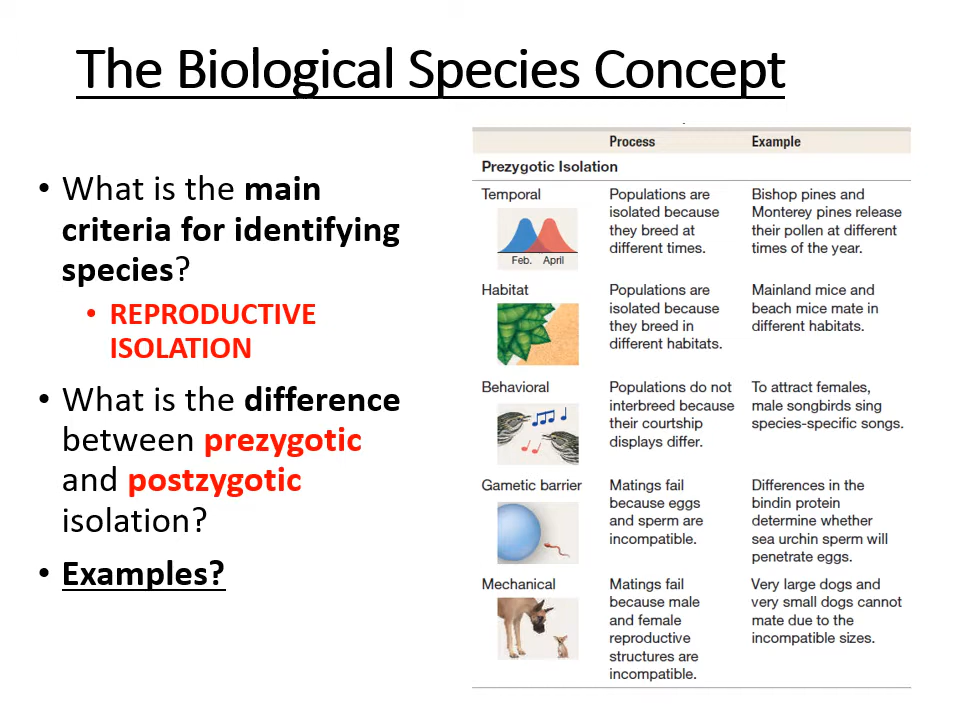 The Biological Species Concept
• What is the main
criteria for identifying
species?
• REPRODUCTIVE
ISOLATION
• What is the difference
between prezygotic
and postzygotic
isolation?
• Examples?
Process Example
Prezygotic Isolation
Temporal
Feb. April
Populations are
isolated because
they breed at
different times.
Bishop pines and
Monterey pines release
their pollen at different
times of the year.
Habitat
Populations are
isolated because
they breed in
different habitats.
Mainland mice and
beach mice mate in
different habitats.
Behavioral
Populations do not
interbreed because
their courtship
displays differ.
To attract females,
male songbirds sing
species-specific songs.
Gametic barrier
Matings fail
because eggs
and sperm are
incompatible.
Differences in the
bindin protein
determine whether
sea urchin sperm will
penetrate eggs.
Mechanical
Matings fail
because male
and female
reproductive
structures are
incompatible.
Very large dogs and
very small dogs cannot
mate due to the
incompatible sizes.